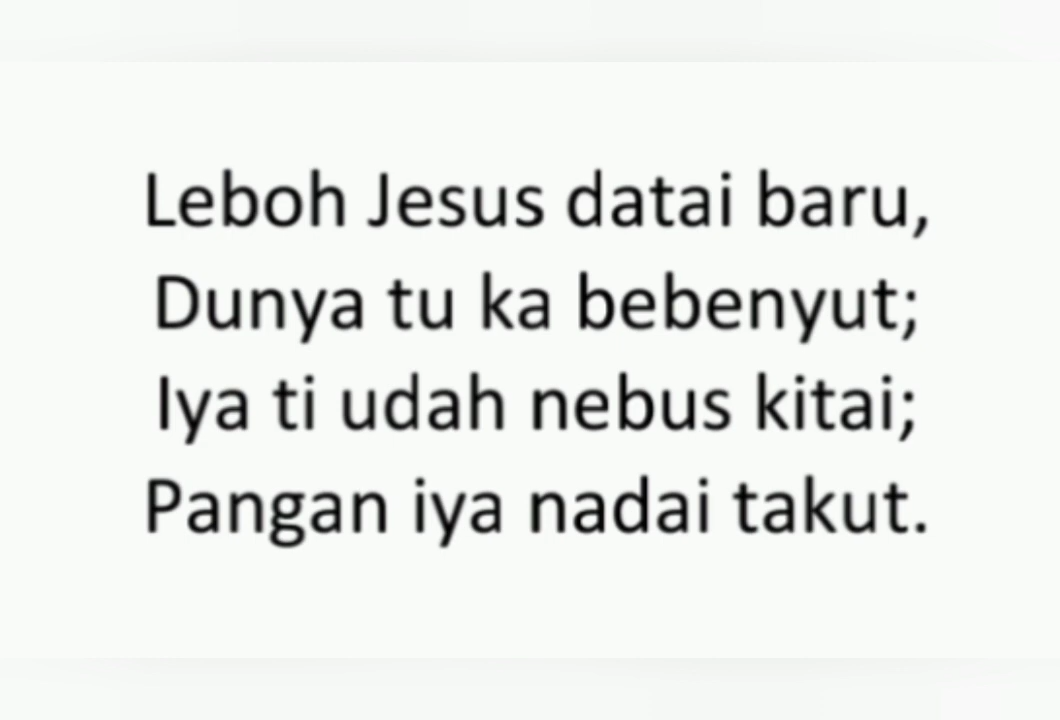 Leboh Jesus datai baru,
Dunya tu ka bebenyut;
Iya ti udah nebus kitai;
Pangan iya nadai takut.